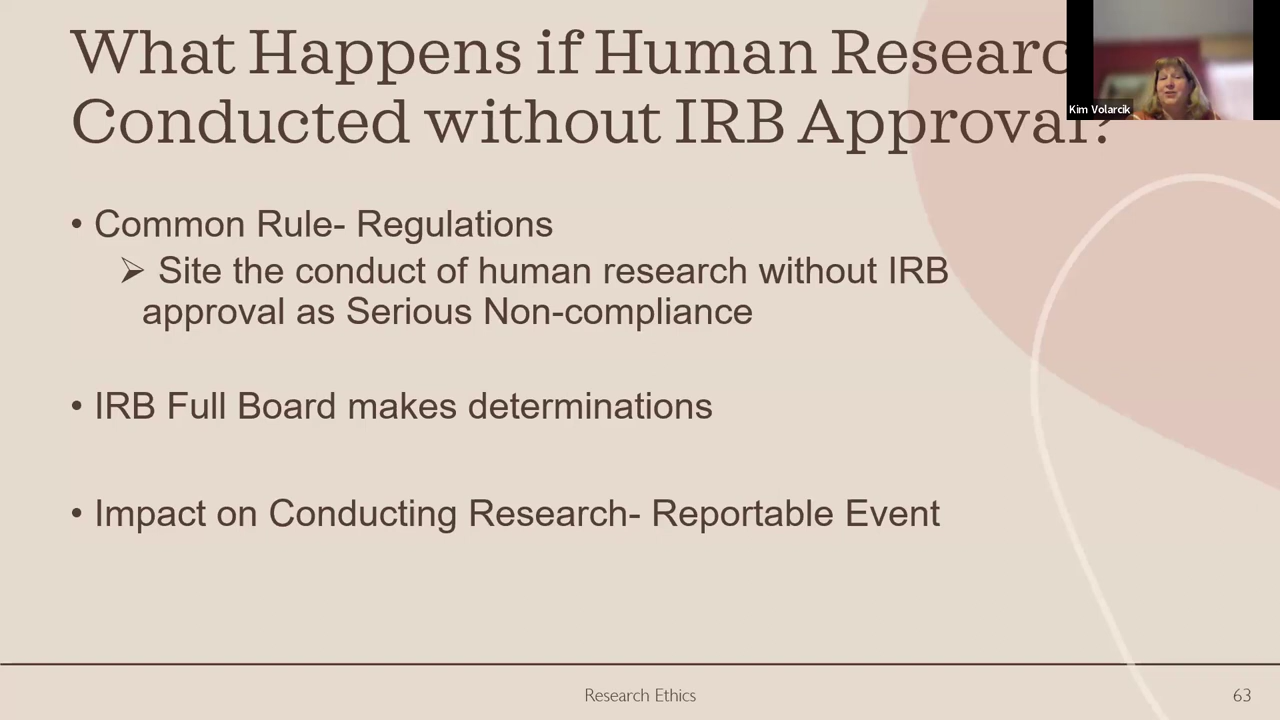 What Happens if Human Researc
Conducted without IRB Approval?
Kim Volarcik
• Common Rule- Regulations
➢ Site the conduct of human research without IRB
approval as Serious Non-compliance
• IRB Full Board makes determinations
• Impact on Conducting Research- Reportable Event
Research Ethics
63